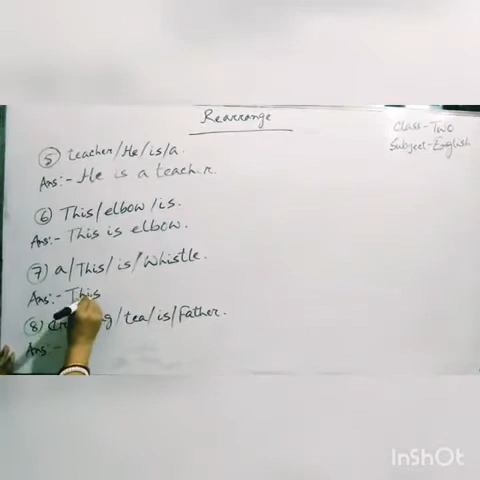 Rearrange
Class-Two
Subject-English
5 teacher/He/is/a.
Ans:- He is a teacher.
6 This/elbow/is.
Ans:- This is elbow.
7) a/This/is/Whistle.
Ans:- This
8) /tea/is/Father.
Ans:-
InShOt